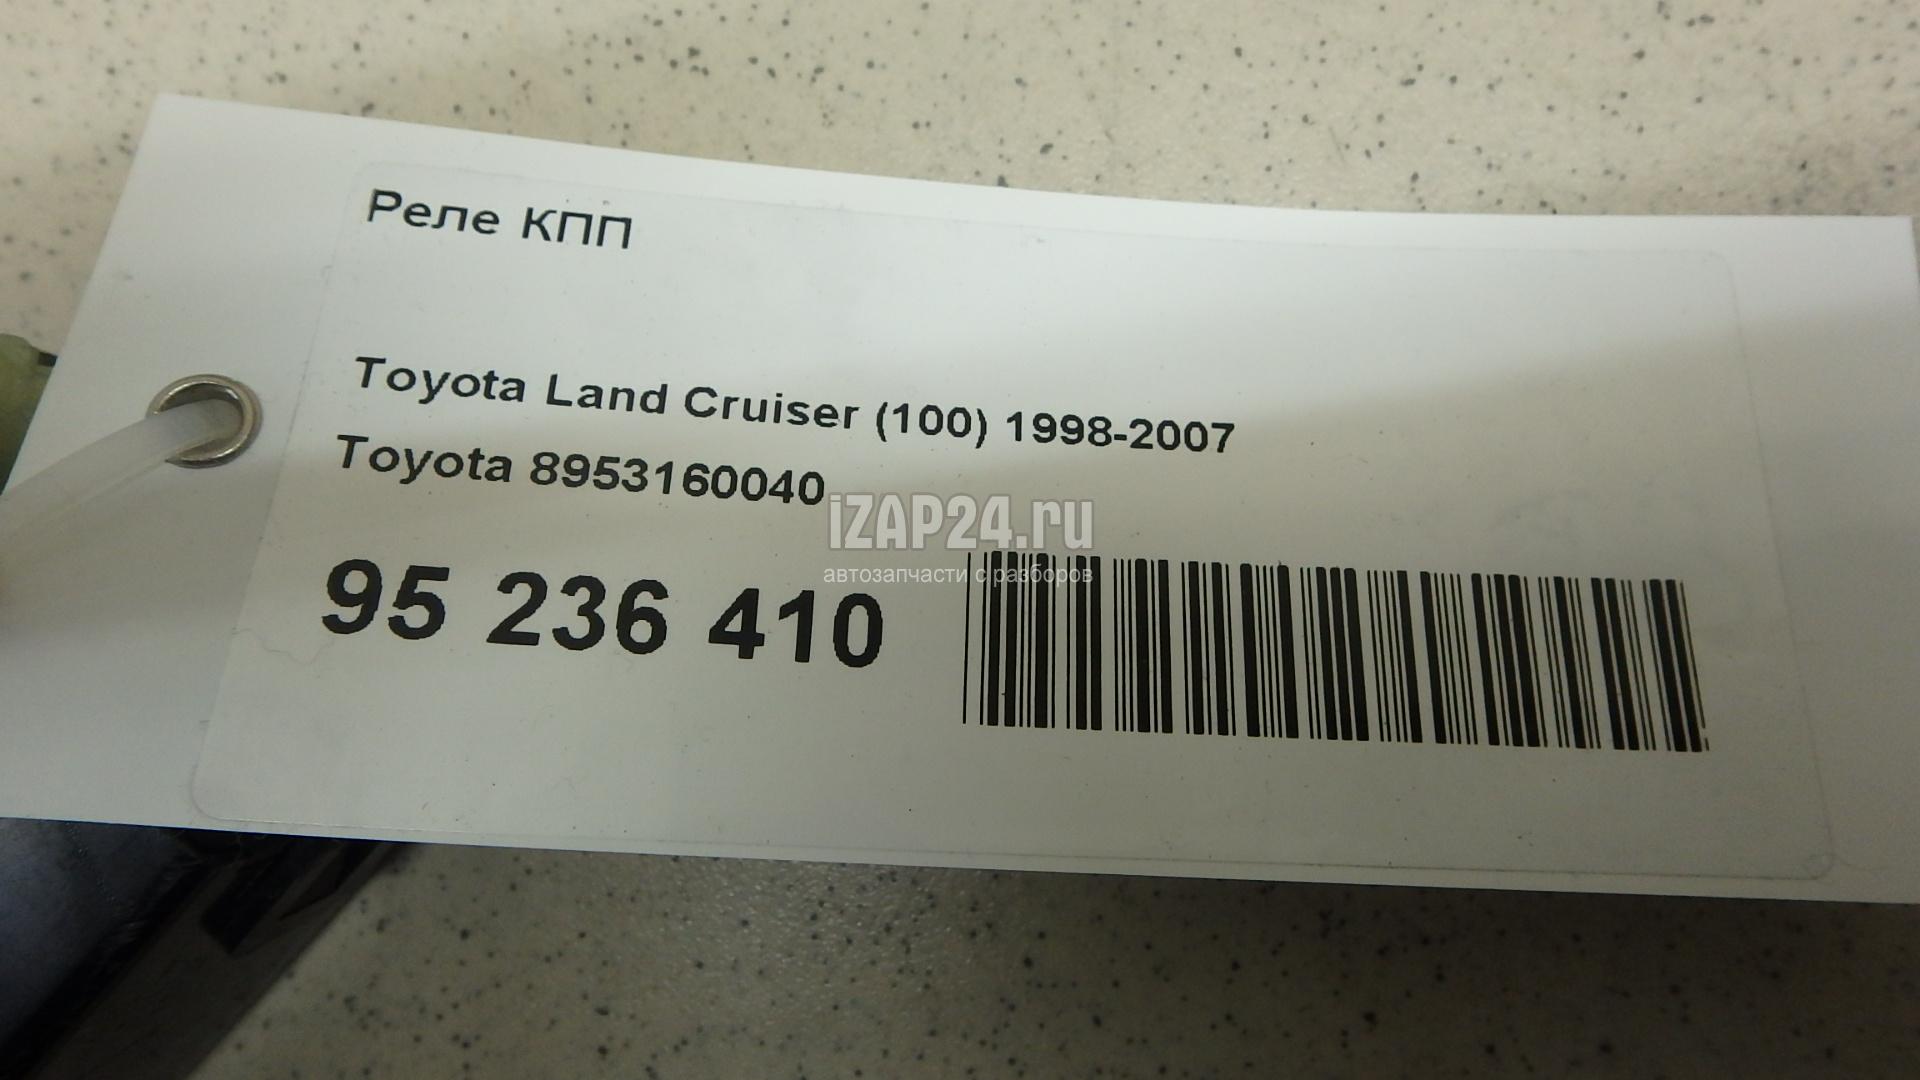 Реле КПП
Toyota Land Cruiser (100) 1998-2007
Toyota 8953160040
iZAP24.ru
автозапчасти с разборов
95 236 410